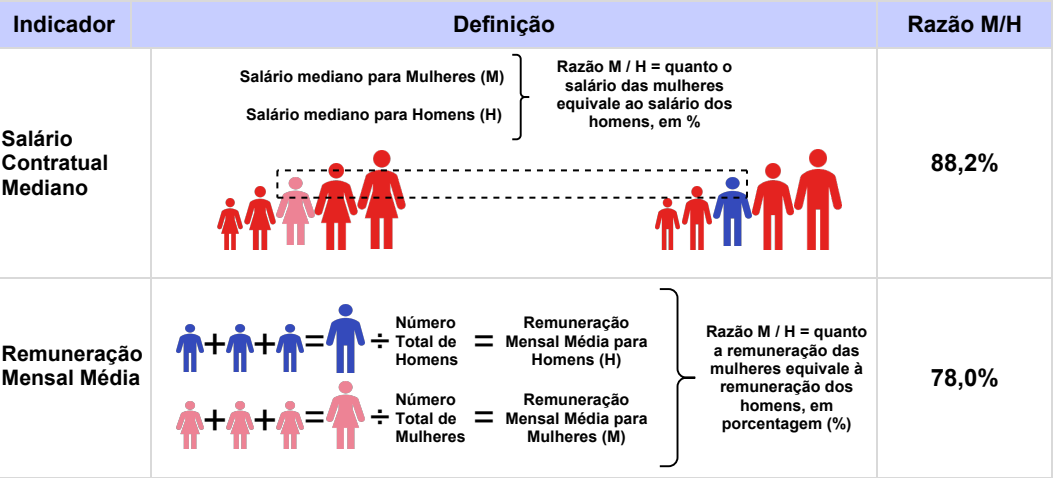 Indicador
Definição
Razão M/H
Salário
Contratual
Mediano
Salário mediano para Mulheres (M)
Salário mediano para Homens (H)
Razão M / H = quanto o
salário das mulheres
equivale ao salário dos
homens, em %
88,2%
Remuneração
Mensal Média
+ + = ÷
Número
Total de
Homens
=
Remuneração
Mensal Média para
Homens (H)
+ + = ÷
Número
Total de
Mulheres
=
Remuneração
Mensal Média para
Mulheres (M)
Razão M / H = quanto
a remuneração das
mulheres equivale à
remuneração dos
homens, em
porcentagem (%)
78,0%